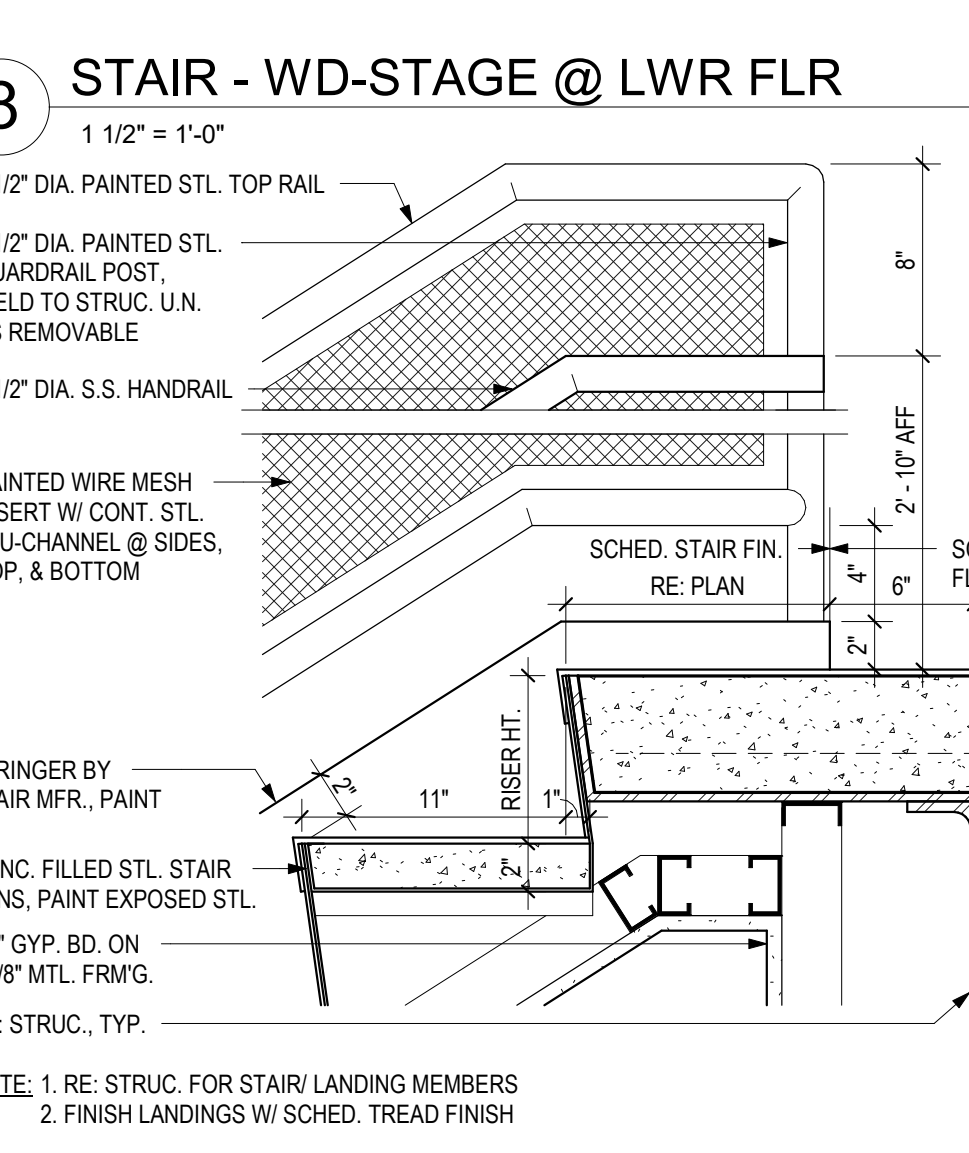 3 STAIR - WD-STAGE @ LWR FLR
1 1/2" = 1'-0"
/2" DIA. PAINTED STL. TOP RAIL
/2" DIA. PAINTED STL.
UARDRAIL POST,
ELD TO STRUC. U.N.
S REMOVABLE
/2" DIA. S.S. HANDRAIL
AINTED WIRE MESH
SERT W/ CONT. STL.
U-CHANNEL @ SIDES,
OP, & BOTTOM
8"
2' - 10" AFF
SCHED. STAIR FIN.
RE: PLAN
4"
6"
2"
SC
FL
RISER HT.
RINGER BY
AIR MFR., PAINT
2"
11"
1"
2"
NC. FILLED STL. STAIR
NS, PAINT EXPOSED STL.
" GYP. BD. ON
/8" MTL. FRM'G.
: STRUC., TYP.
TE: 1. RE: STRUC. FOR STAIR/ LANDING MEMBERS
2. FINISH LANDINGS W/ SCHED. TREAD FINISH